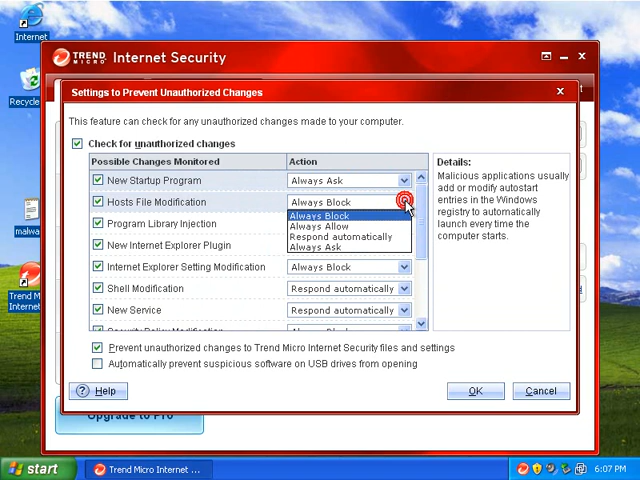 Internet
TREND MICRO Internet Security
Settings to Prevent Unauthorized Changes
x
This feature can check for any unauthorized changes made to your computer.
Check for unauthorized changes
Possible Changes Monitored
Action
New Startup Program
Always Ask
Hosts File Modification
Always Block
Program Library Injection
Always Block
Always Allow
Respond automatically
Always Ask
New Internet Explorer Plugin
Internet Explorer Setting Modification
Always Block
Shell Modification
Respond automatically
New Service
Respond automatically
Security Policy Modification
Always Block
Details:
Malicious applications usually
add or modify autostart
entries in the Windows
registry to automatically
launch every time the
computer starts.
Prevent unauthorized changes to Trend Micro Internet Security files and settings
Automatically prevent suspicious software on USB drives from opening
? Help
OK
Cancel
Upgrade to Pro
Recycle
malwa
Trend Mi
Internet
start
Trend Micro Internet ...
6:07 PM